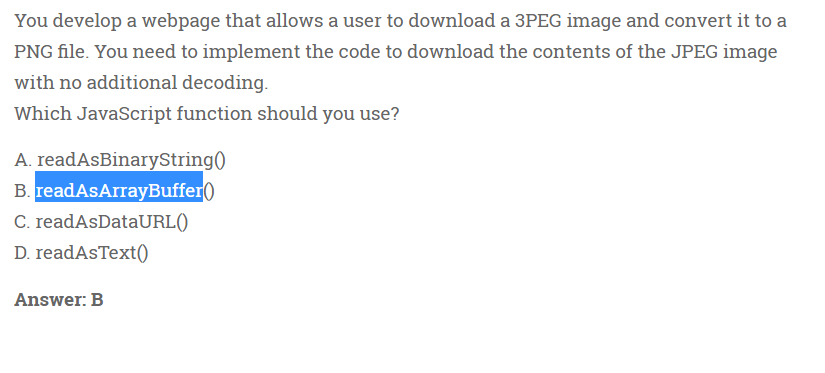 You develop a webpage that allows a user to download a 3PEG image and convert it to a
PNG file. You need to implement the code to download the contents of the JPEG image
with no additional decoding.
Which JavaScript function should you use?
A. readAsBinaryString()
B. readAsArrayBuffer()
C. readAsDataURL()
D. readAsText()
Answer: B